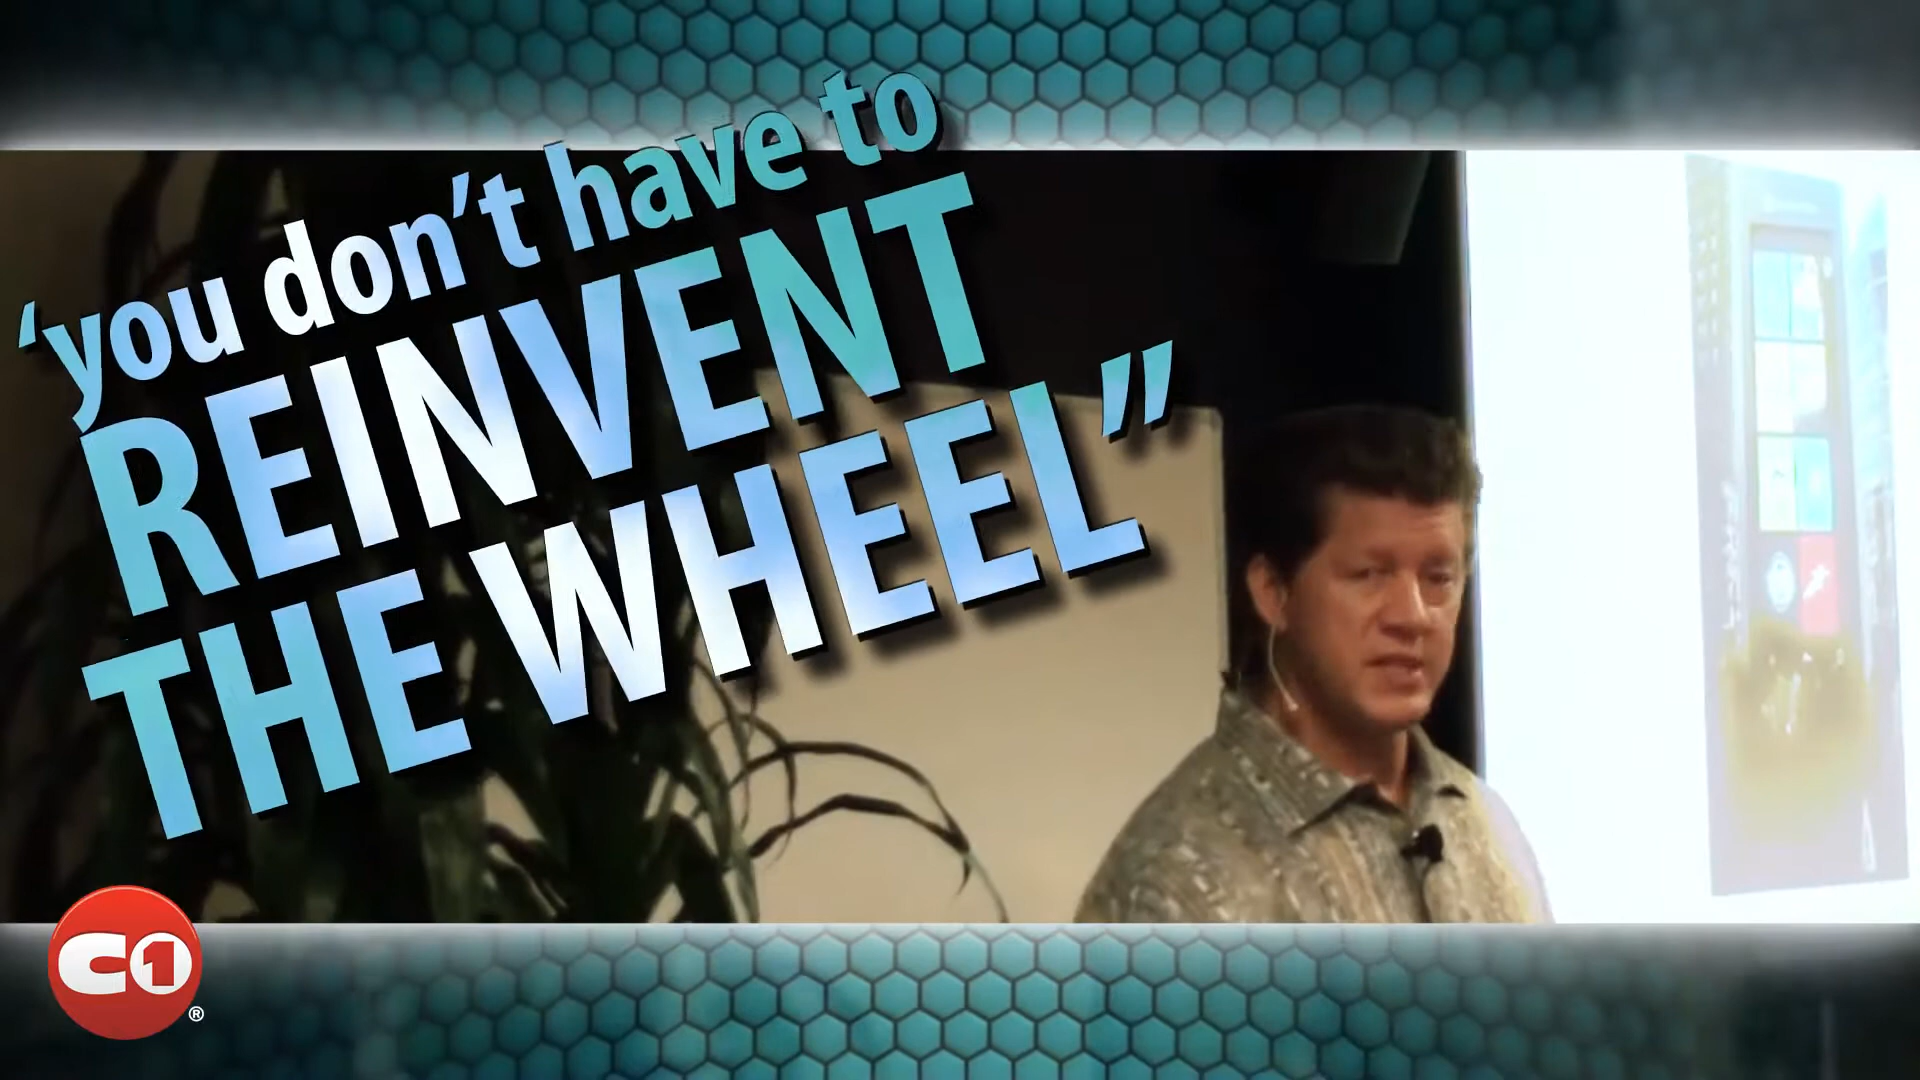 ‘you don’t have to
REINVENT
THE WHEEL”
C1
®